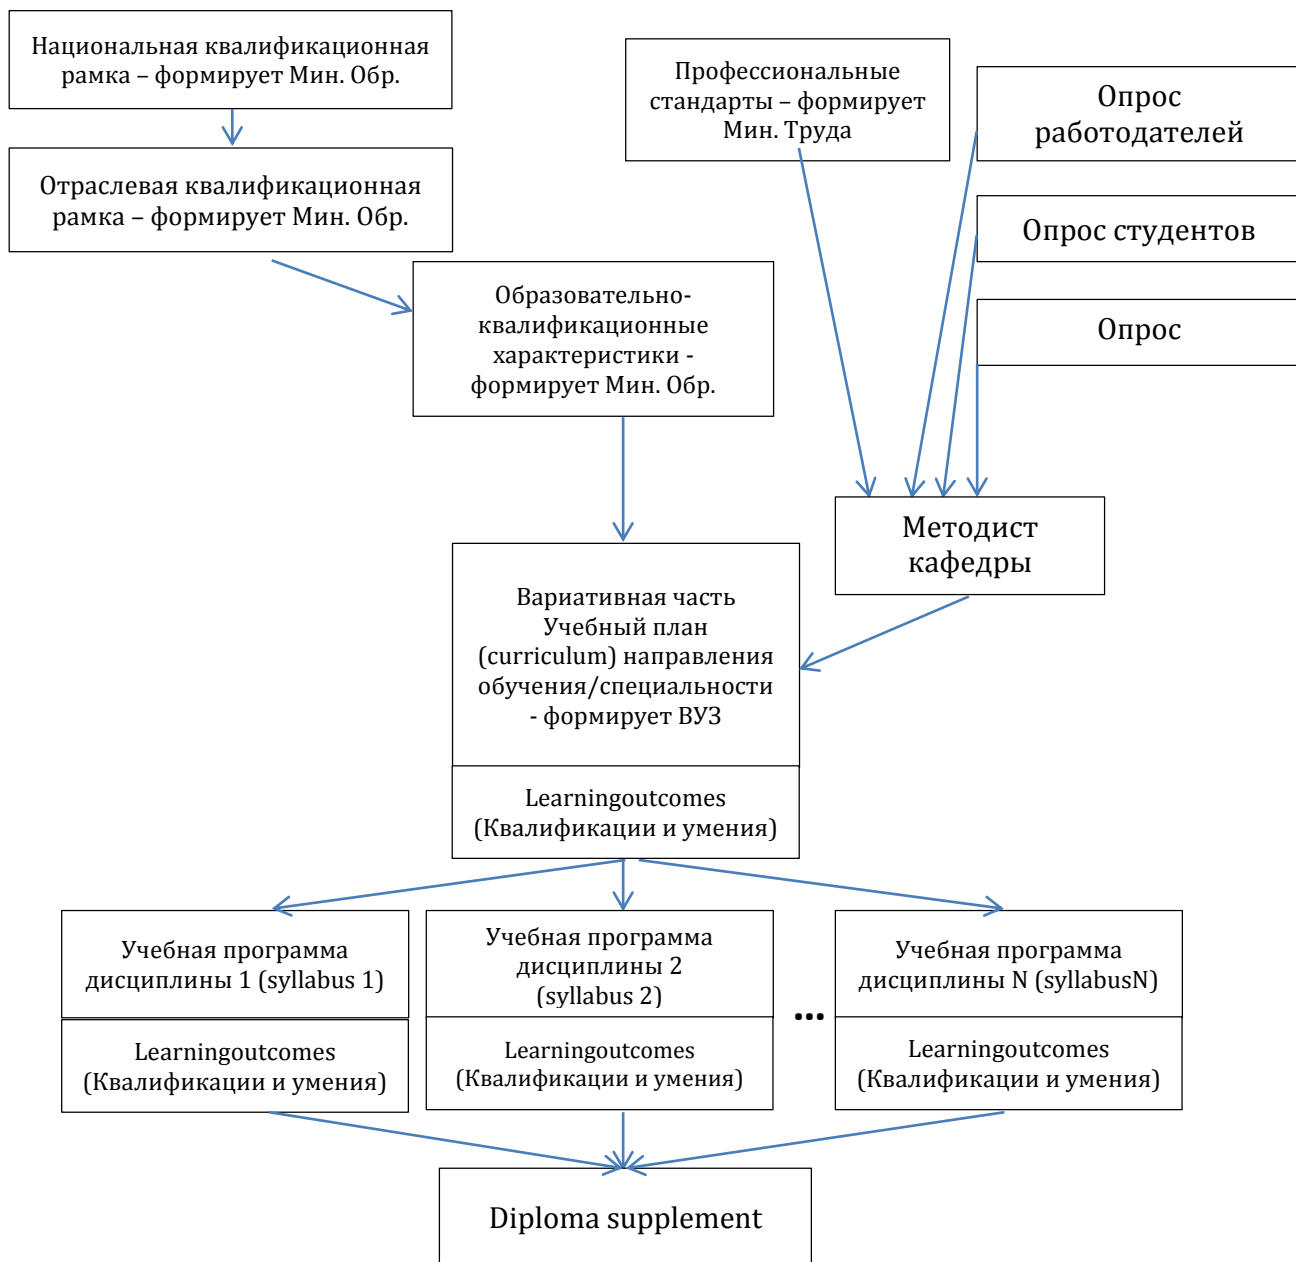 Национальная квалификационная
рамка – формирует Мин. Обр.
Профессиональные
стандарты – формирует
Мин. Труда
Опрос
работодателей
Отраслевая квалификационная
рамка – формирует Мин. Обр.
Опрос студентов
Образовательно-
квалификационные
характеристики -
формирует Мин. Обр.
Опрос
Методист
кафедры
Вариативная часть
Учебный план
(curriculum) направления
обучения/специальности
- формирует ВУЗ
Learningoutcomes
(Квалификации и умения)
Учебная программа
дисциплины 1 (syllabus 1)
Learningoutcomes
(Квалификации и умения)
Учебная программа
дисциплины 2
(syllabus 2)
Learningoutcomes
(Квалификации и умения)
...
Учебная программа
дисциплины N (syllabusN)
Learningoutcomes
(Квалификации и умения)
Diploma supplement